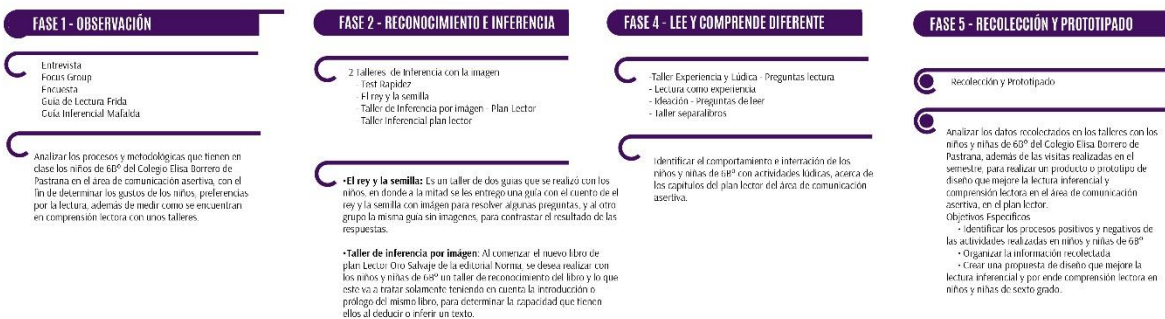 FASE 1 - OBSERVACIÓN
Entrevista
Focus Group
Encuesta
Guía de Lectura Frida
Guía Inferencial Mafalda
Analizar los procesos y metodológicas que tienen en
clase los niños de 6Bº del Colegio Elisa Borrero de
Pastrana en el área de comunicación asertiva, con el
fin de determinar los gustos de los niños, preferencias
por la lectura, además de medir como se encuentran
en comprensión lectora con unos talleres.
FASE 2 - RECONOCIMIENTO E INFERENCIA
2 Talleres de Inferencia con la imagen
- Test Rapidez
- El rey y la semilla
- Taller de Inferencia por imágen - Plan Lector
- Taller Inferencial plan lector
•El rey y la semilla: Es un taller de dos guías que se realizó con los
niños, en donde a la mitad se les entrego una guía con el cuento de el
rey y la semilla con imágen para resolver algunas preguntas, y al otro
grupo la misma guía sin imagenes, para contrastar el resultado de las
respuestas.
•Taller de inferencia por imágen: Al comenzar el nuevo libro de
plan Lector Oro Salvaje de la editorial Norma, se desea realizar con
los niños y niñas de 6Bº un taller de reconocimiento del libro y lo que
este va a tratar solamente teniendo en cuenta la introducción o
prólogo del mismo libro, para determinar la capacidad que tienen
ellos al deducir o inferir un texto.
FASE 4 - LEE Y COMPRENDE DIFERENTE
-Taller Experiencia y Lúdica - Preguntas lectura
- Lectura como experiencia
- Ideación - Preguntas de leer
- Taller separalibros
Identificar el comportamiento e interración de los
niños y niñas de 6Bº con actividades lúdicas, acerca de
los capítulos del plan lector del área de comunicación
asertiva.
FASE 5 - RECOLECCIÓN Y PROTOTIPADO
Recolección y Prototipado
Analizar los datos recolectados en los talleres con los
niños y niñas de 6Bº del Colegio Elisa Borrero de
Pastrana, además de las visitas realizadas en el
semestre, para realizar un producto o prototipo de
diseño que mejore la lectura inferencial y
comprensión lectora en el área de comunicación
asertiva, en el plan lector.
Objetivos Específicos
• Identificar los procesos positivos y negativos de
las actividades realizadas en niños y niñas de 6Bº
• Organizar la información recolectada
• Crear una propuesta de diseño que mejore la
lectura inferencial y por ende comprensión lectora en
niños y niñas de sexto grado.